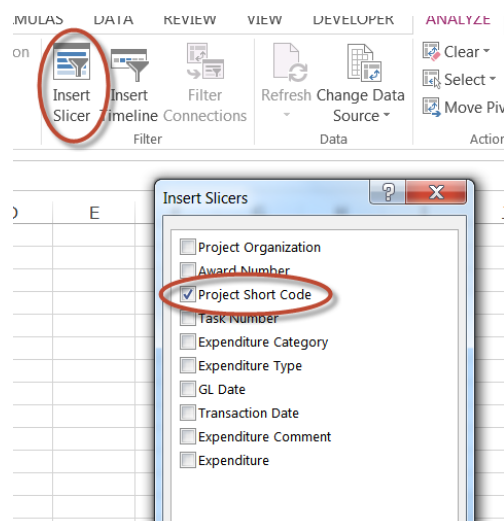 MULAS DATA REVIEW VIEW DEVELOPER ANALYZE
on
Insert Slicer
Insert Timeline
Filter Connections
Filter
Refresh
Change Data Source
Data
Clear
Select
Move Piv
Action
D E
Insert Slicers
Project Organization
Award Number
Project Short Code
Task Number
Expenditure Category
Expenditure Type
GL Date
Transaction Date
Expenditure Comment
Expenditure